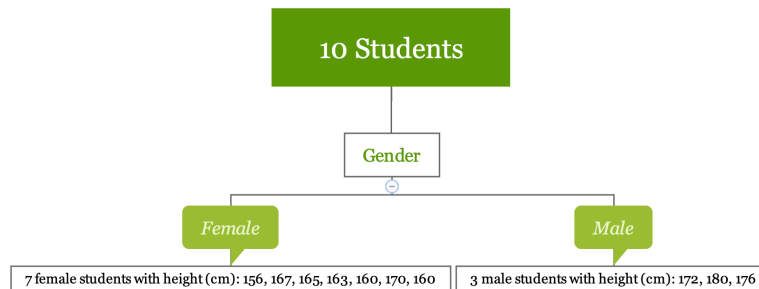 10 Students
Gender
Female
Male
7 female students with height (cm): 156, 167, 165, 163, 160, 170, 160
3 male students with height (cm): 172, 180, 176